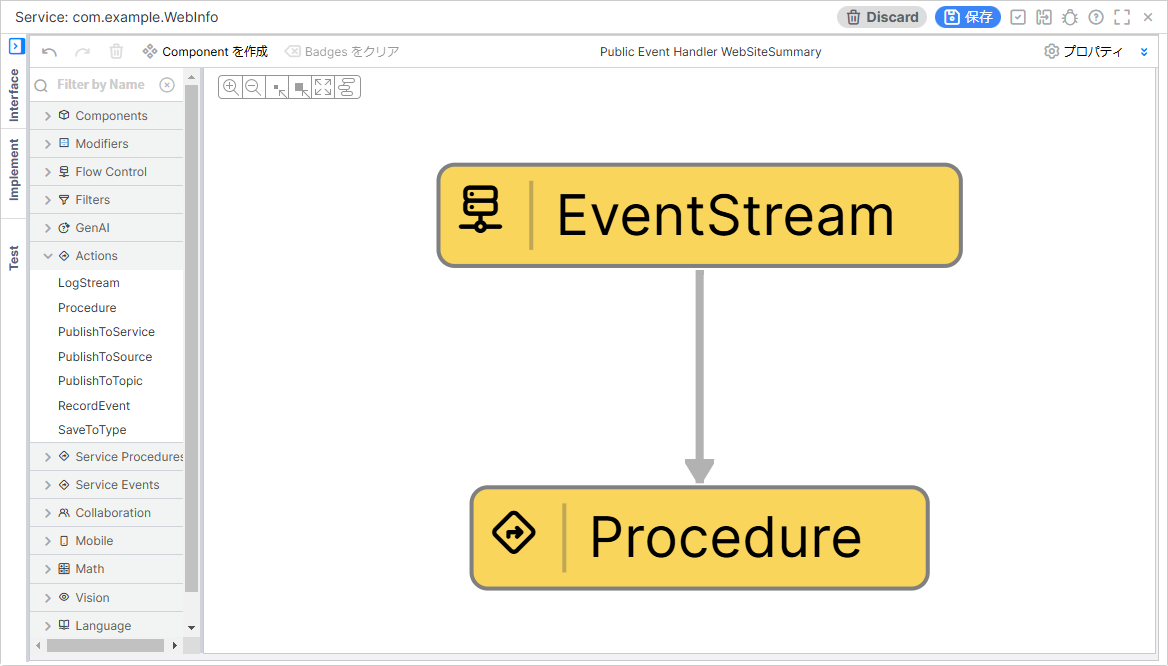 Service: com.example.WebInfo
Discard
保存
Component を作成
Badges をクリア
Public Event Handler WebSiteSummary
プロパティ
Interface
Implement
Test
Filter by Name
Components
Modifiers
Flow Control
Filters
GenAI
Actions
LogStream
Procedure
PublishToService
PublishToSource
PublishToTopic
RecordEvent
SaveToType
Service Procedures
Service Events
Collaboration
Mobile
Math
Vision
Language
EventStream
Procedure